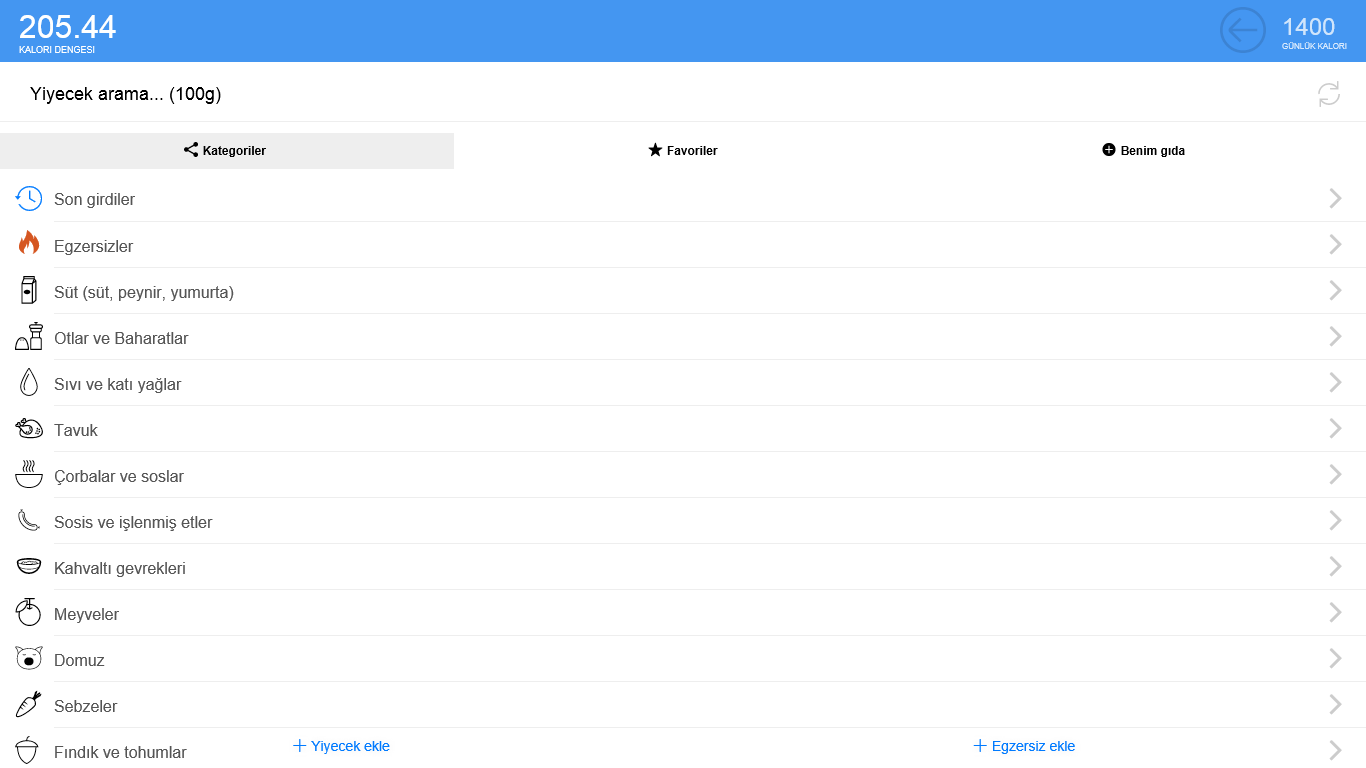 205.44
KALORI DENGESI
1400
GÜNLÜK KALORI
Yiyecek arama... (100g)
Kategoriler
Favoriler
Benim gıda
Son girdiler
Egzersizler
Süt (süt, peynir, yumurta)
Otlar ve Baharatlar
Sıvı ve katı yağlar
Tavuk
Çorbalar ve soslar
Sosis ve işlenmiş etler
Kahvaltı gevrekleri
Meyveler
Domuz
Sebzeler
Fındık ve tohumlar
Yiyecek ekle
Egzersiz ekle